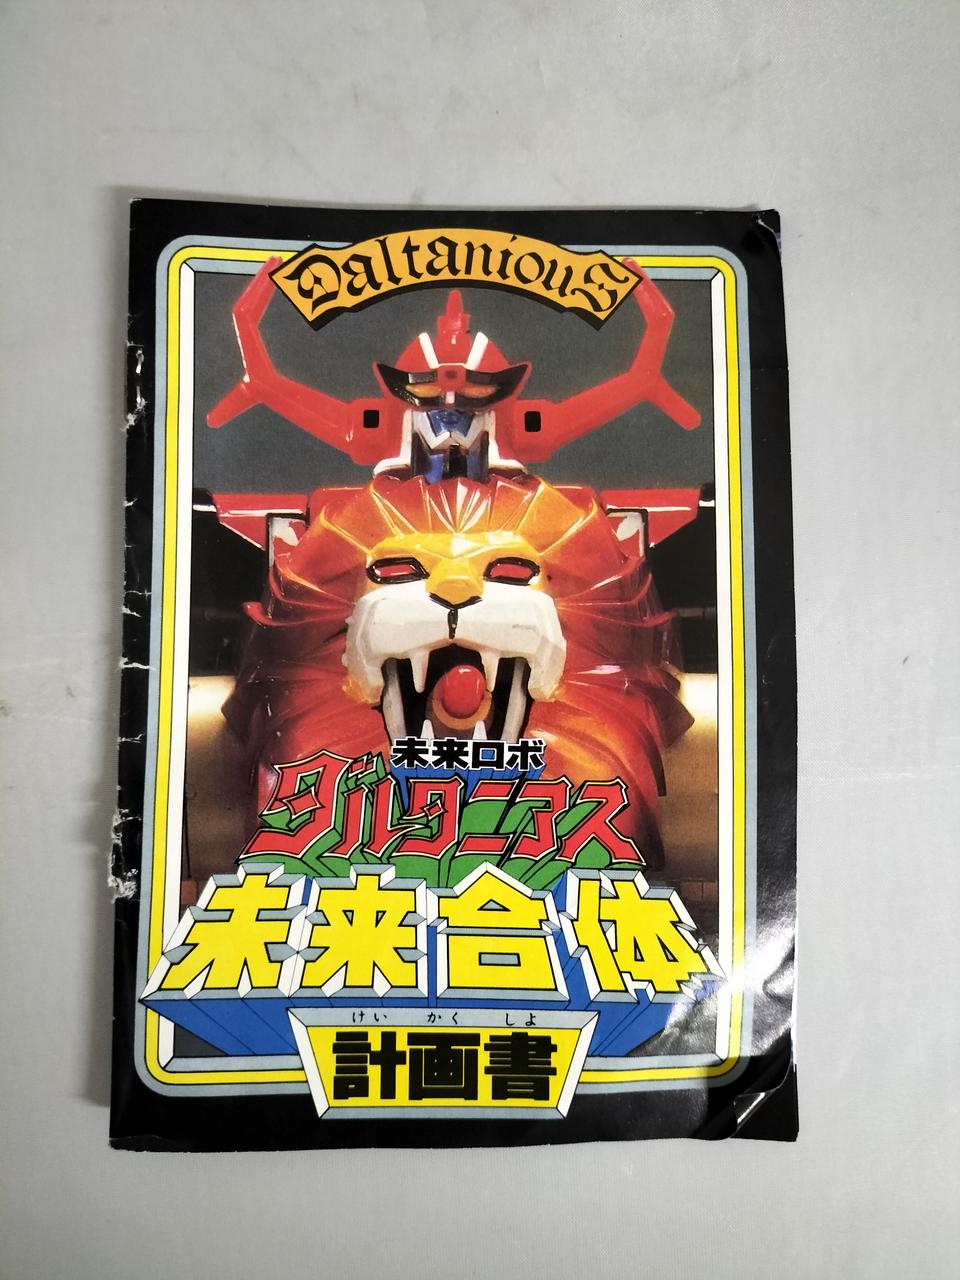 Daltanious
未来ロボ
ダルタニアス
未来合体
けい かく しよ
計画書